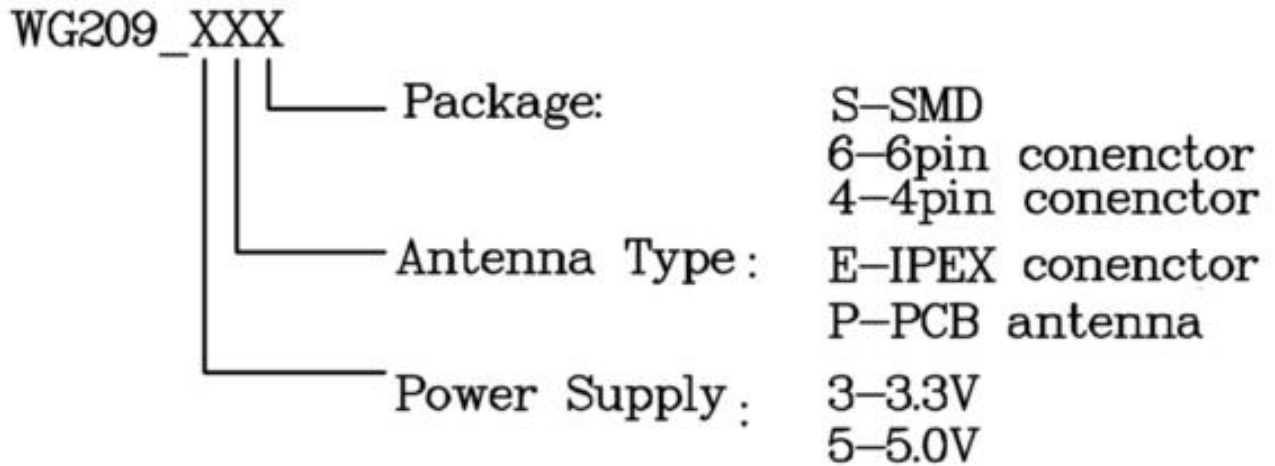 WG209_XXX
Package: S-SMD
6-6pin conenctor
4-4pin conenctor
Antenna Type: E-IPEX conenctor
P-PCB antenna
Power Supply: 3-3.3V
5-5.0V